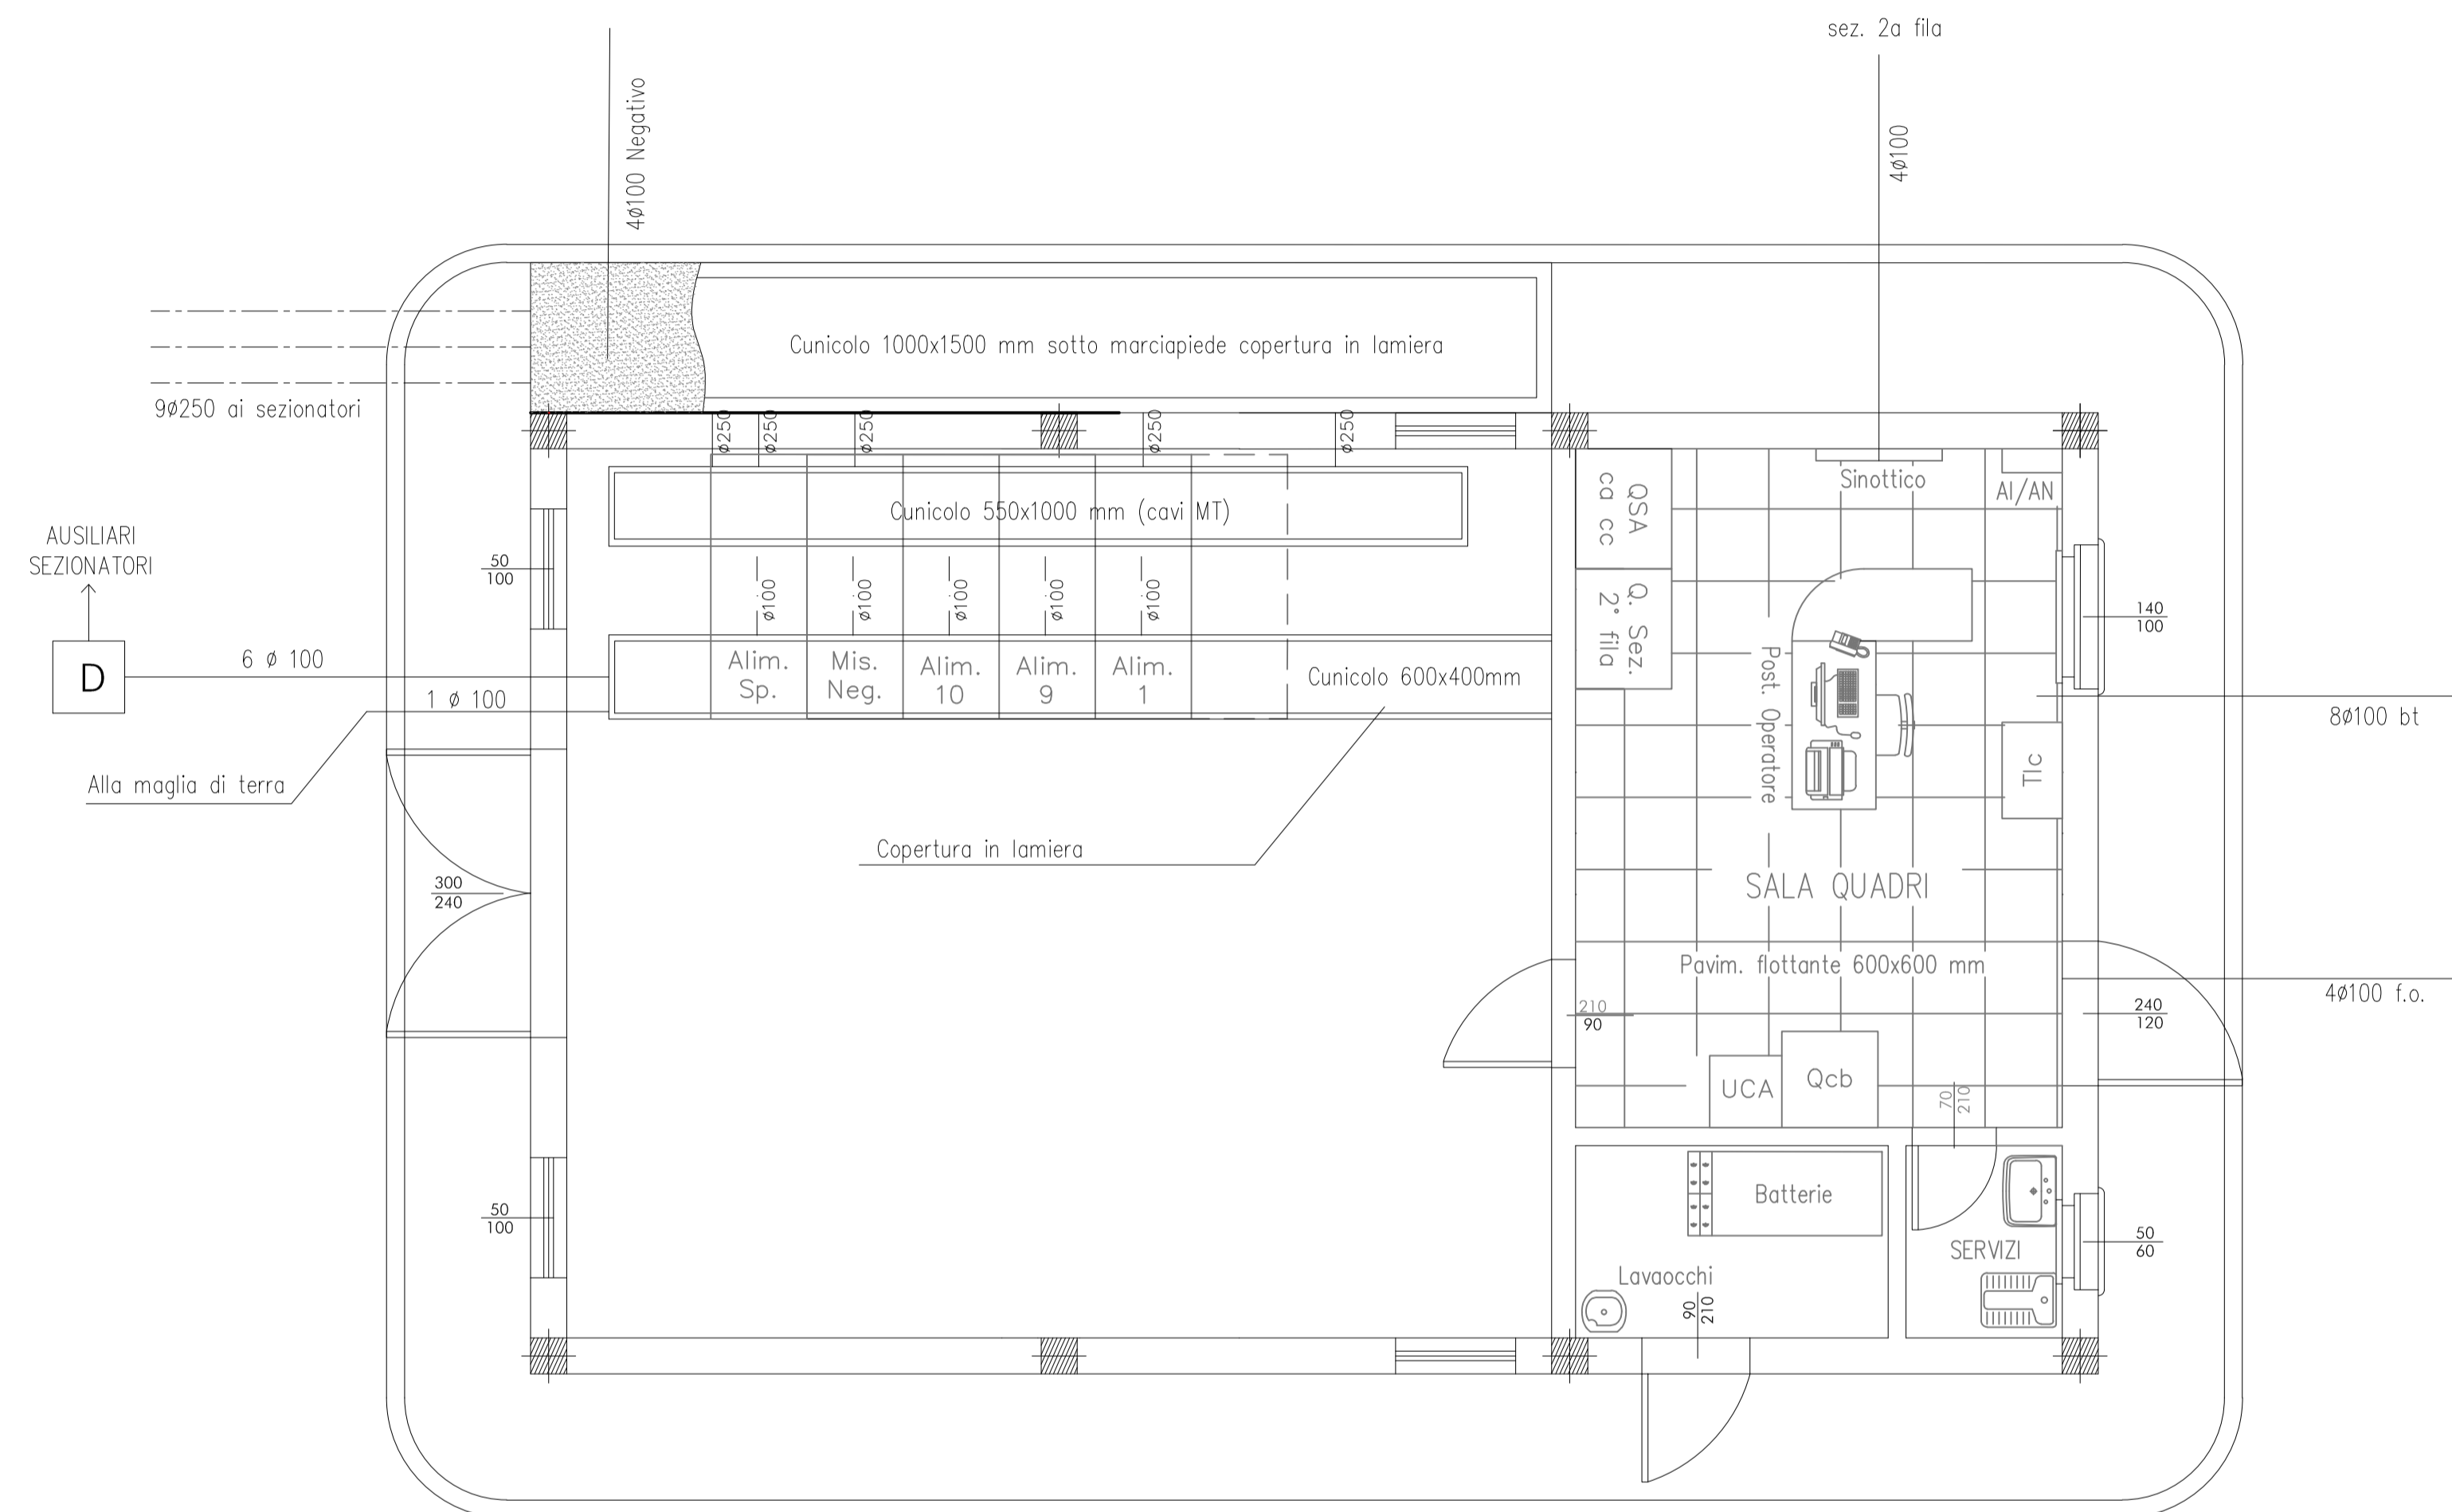 sez. 2a fila
4ø100 Negativo
4ø100
Cunicolo 1000x1500 mm sotto marciapiede copertura in lamiera
9ø250 ai sezionatori
ø250
ø250
ø250
ø250
ø250
Cunicolo 550x1000 mm (cavi MT)
QSA
ca cc
Sinottico
AI/AN
AUSILIARI
SEZIONATORI
50
100
ø100
ø100
ø100
ø100
ø100
Q. Sez.
2° fila
140
100
D
6 ø 100
1 ø 100
Alim.
Sp.
Mis.
Neg.
Alim.
10
Alim.
9
Alim.
1
Cunicolo 600x400mm
Post. Operatore
8ø100 bt
Tlc
Alla maglia di terra
Copertura in lamiera
300
240
SALA QUADRI
Pavim. flottante 600x600 mm
4ø100 f.o.
210
90
240
120
UCA
Qcb
70
210
Batterie
50
100
SERVIZI
50
60
Lavaocchi
90
210